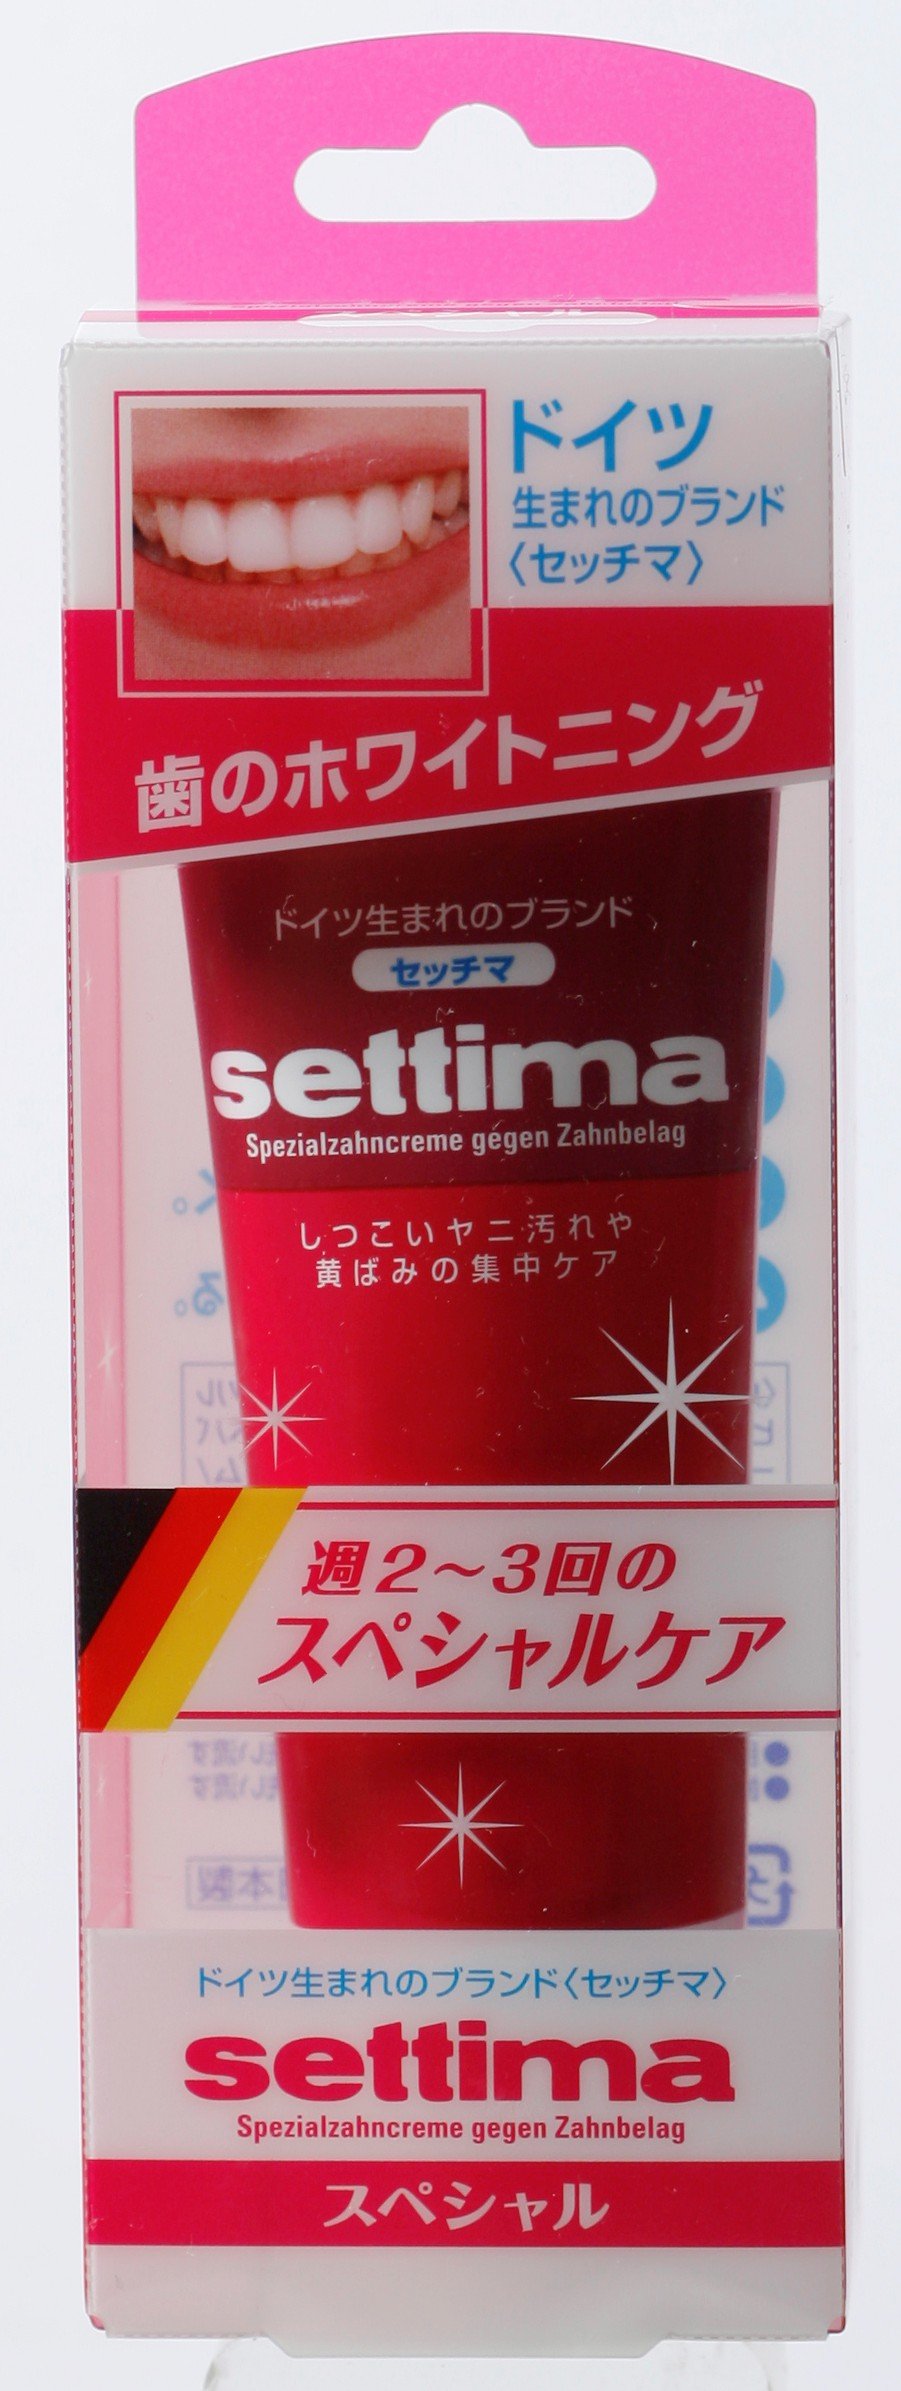 ドイツ
生まれのブランド
〈セッチマ〉
歯のホワイトニング
ドイツ生まれのブランド
セッチマ
settima
Spezialzahncreme gegen Zahnbelag
しつこいヤニ汚れや
黄ばみの集中ケア
週2～3回の
スペシャルケア
ドイツ生まれのブランド〈セッチマ〉
settima
Spezialzahncreme gegen Zahnbelag
スペシャル